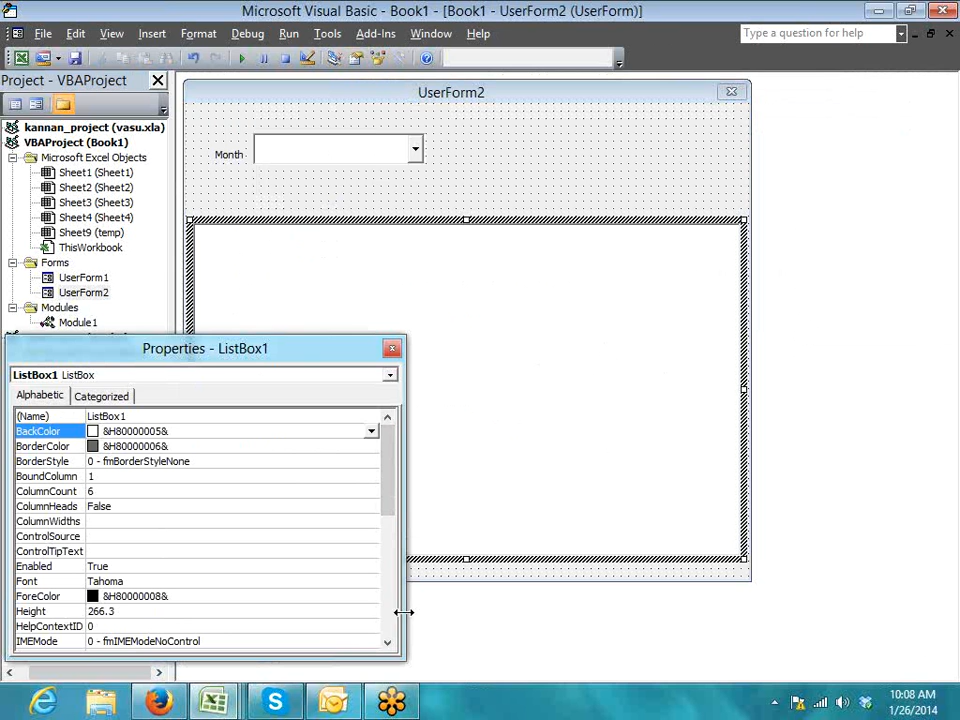 Microsoft Visual Basic - Book1 - [Book1 - UserForm2 (UserForm)]
File Edit View Insert Format Debug Run Tools Add-Ins Window Help
Type a question for help
Project - VBAProject
kannan_project (vasu.xla)
VBAProject (Book1)
Microsoft Excel Objects
Sheet1 (Sheet1)
Sheet2 (Sheet2)
Sheet3 (Sheet3)
Sheet4 (Sheet4)
Sheet9 (temp)
ThisWorkbook
Forms
UserForm1
UserForm2
Modules
Module1
UserForm2
Month
Properties - ListBox1
ListBox1 ListBox
Alphabetic Categorized
(Name) ListBox1
BackColor &H80000005&
BorderColor &H80000006&
BorderStyle 0 - fmBorderStyleNone
BoundColumn 1
ColumnCount 6
ColumnHeads False
ColumnWidths
ControlSource
ControlTipText
Enabled True
Font Tahoma
ForeColor &H80000008&
Height 266.3
HelpContextID 0
IMEMode 0 - fmIMEModeNoControl
10:08 AM
1/26/2014